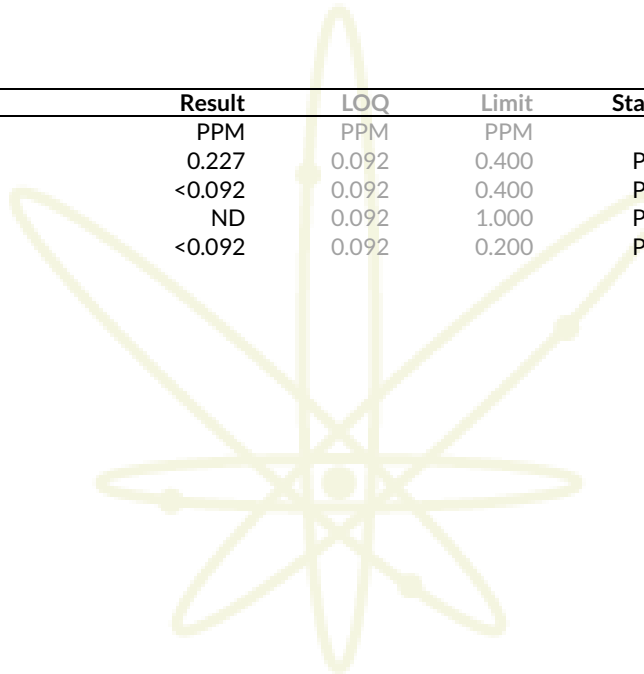 Result LOQ Limit Sta
PPM PPM PPM
0.227 0.092 0.400 P
<0.092 0.092 0.400 P
ND 0.092 1.000 P
<0.092 0.092 0.200 P